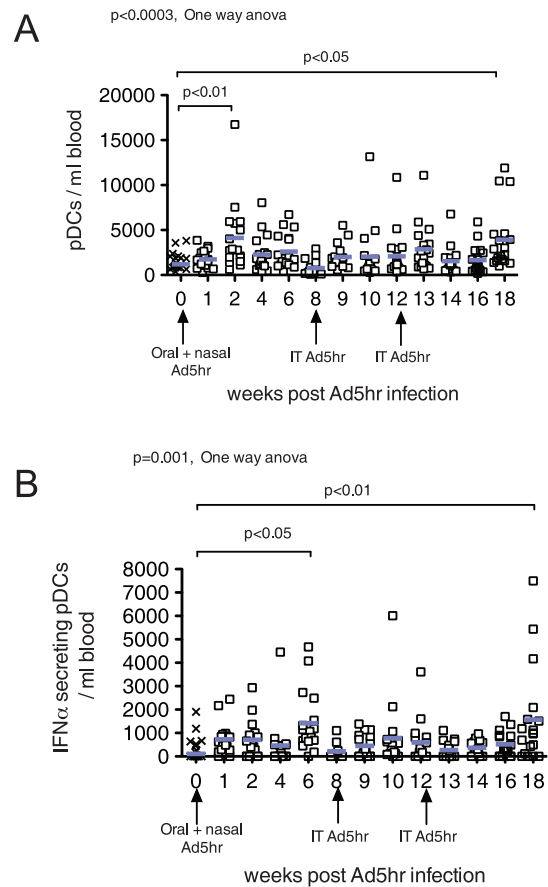 A
p<0.0003, One way anova
p<0.05
p<0.01
20000
15000
10000
5000
0
pDCs / ml blood
0 1 2 4 6 8 9 10 12 13 14 16 18
Oral + nasal
Ad5hr
IT Ad5hr
IT Ad5hr
weeks post Ad5hr infection
B
p=0.001, One way anova
p<0.01
p<0.05
8000
7000
6000
5000
4000
3000
2000
1000
0
IFNα secreting pDCs
/ ml blood
0 1 2 4 6 8 9 10 12 13 14 16 18
Oral + nasal
Ad5hr
IT Ad5hr
IT Ad5hr
weeks post Ad5hr infection